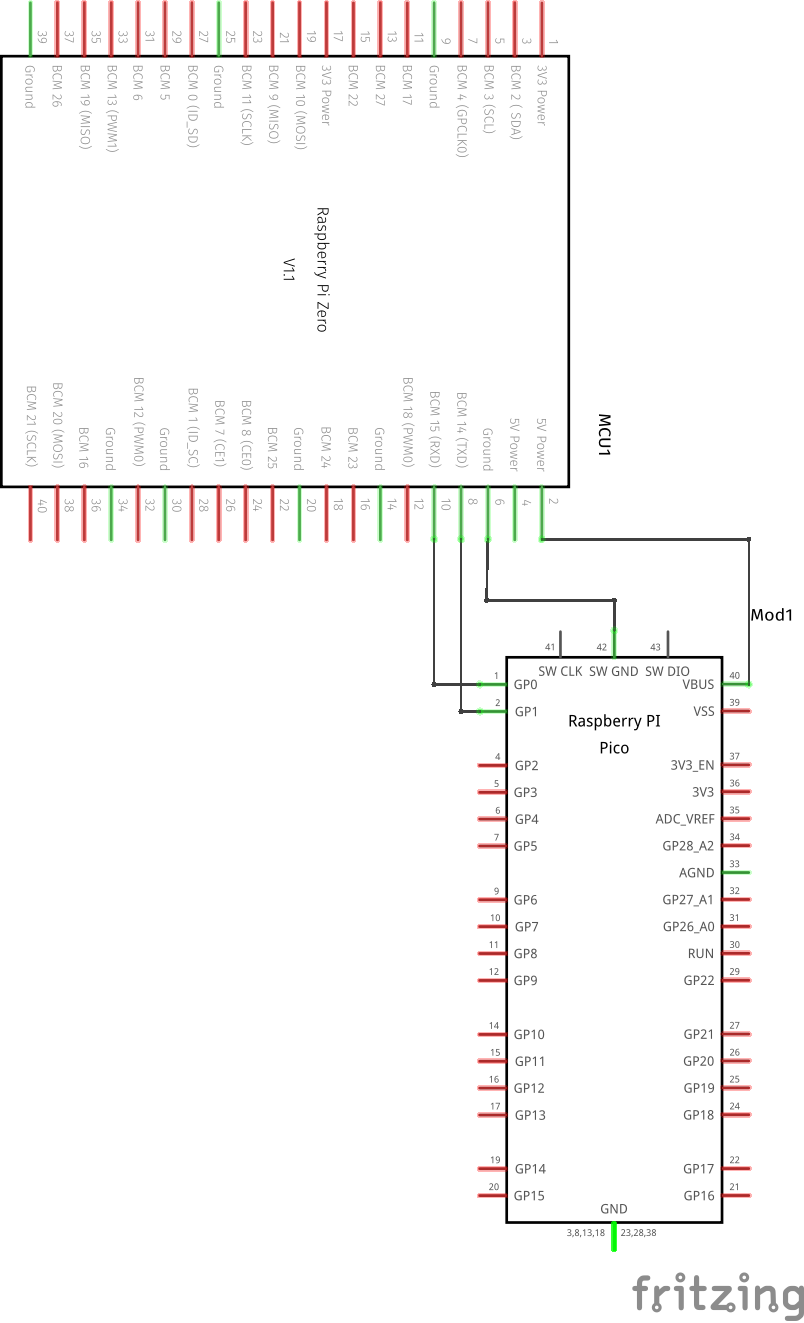 39 37 35 33 31 29 27 25 23 21 19 17 15 13 11 9 7 5 3 1
Ground
BCM 26
BCM 19 (MISO)
BCM 13 (PWM1)
BCM 6
BCM 5
BCM 0 (ID_SD)
Ground
BCM 11 (SCLK)
BCM 9 (MISO)
BCM 10 (MOSI)
3V3 Power
BCM 22
BCM 27
BCM 17
Ground
BCM 4 (GPCLK0)
BCM 3 (SCL)
BCM 2 ( SDA)
3V3 Power
Raspberry Pi Zero
V1.1
MCU1
BCM 21 (SCLK)
BCM 20 (MOSI)
BCM 16
Ground
BCM 12 (PWM0)
Ground
BCM 1 (ID_SC)
BCM 7 (CE1)
BCM 8 (CE0)
BCM 25
Ground
BCM 24
BCM 23
Ground
BCM 18 (PWM0)
BCM 15 (RXD)
BCM 14 (TXD)
Ground
5V Power
5V Power
40 38 36 34 32 30 28 26 24 22 20 18 16 14 12 10 8 6 4 2
Mod1
41 42 43
SW CLK SW GND SW DIO
1 GP0 VBUS 40
2 GP1 VSS 39
Raspberry PI
Pico
4 GP2 3V3_EN 37
5 GP3 3V3 36
6 GP4 ADC_VREF 35
7 GP5 GP28_A2 34
AGND 33
9 GP6 GP27_A1 32
10 GP7 GP26_A0 31
11 GP8 RUN 30
12 GP9 GP22 29
14 GP10 GP21 27
15 GP11 GP20 26
16 GP12 GP19 25
17 GP13 GP18 24
19 GP14 GP17 22
20 GP15 GP16 21
GND
3,8,13,18 23,28,38
fritzing